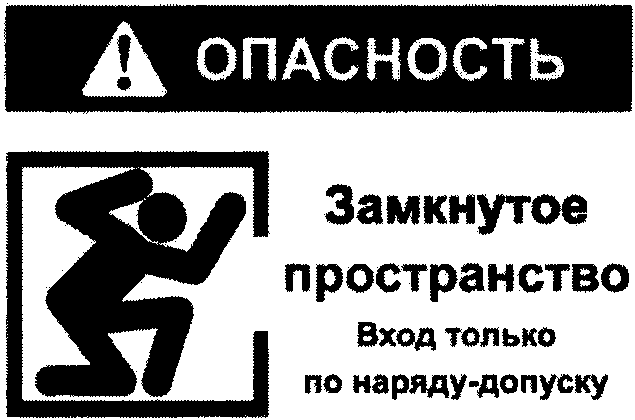 ОПАСНОСТЬ
Замкнутое
пространство
Вход только
по наряду-допуску